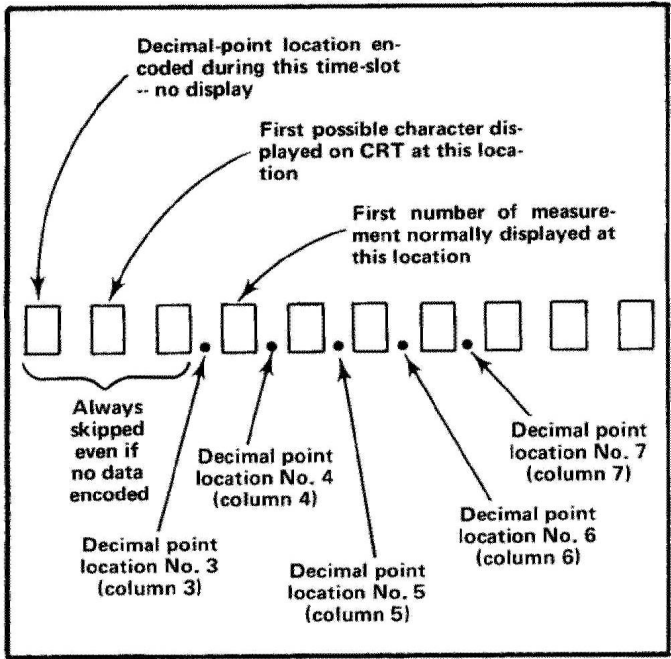 Decimal-point location en-
coded during this time-slot
-- no display
First possible character dis-
played on CRT at this loca-
tion
First number of measure-
ment normally displayed at
this location
Always
skipped
even if
no data
encoded
Decimal point
location No. 3
(column 3)
Decimal point
location No. 4
(column 4)
Decimal point
location No. 5
(column 5)
Decimal point
location No. 6
(column 6)
Decimal point
location No. 7
(column 7)